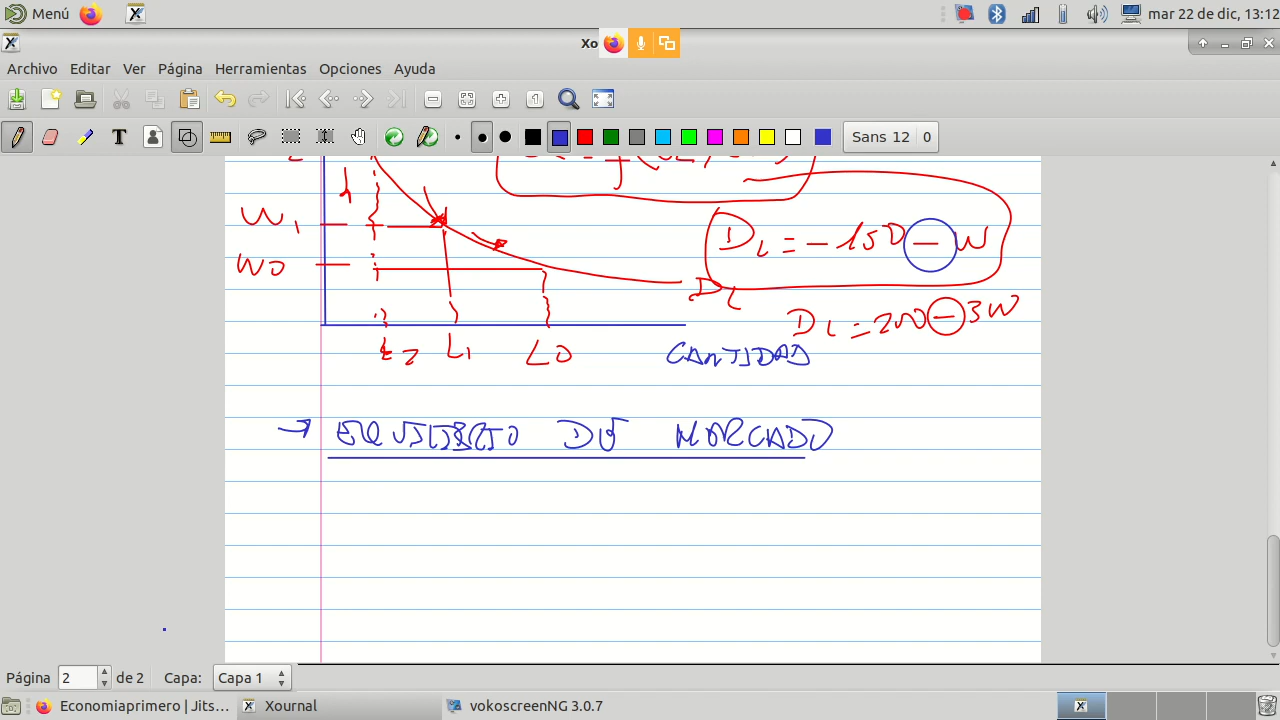 Menú mar 22 de dic, 13:12
Xo
Archivo Editar Ver Página Herramientas Opciones Ayuda
Sans 12 0
W1
W0
DL = -150 - W
DL
DL = 200 - 3W
L2 L1 L0 CANTIDAD
→ EQUILIBRIO DE MERCADO
Página 2 de 2 Capa: Capa 1
Economiaprimero | Jits... Xournal vokoscreenNG 3.0.7